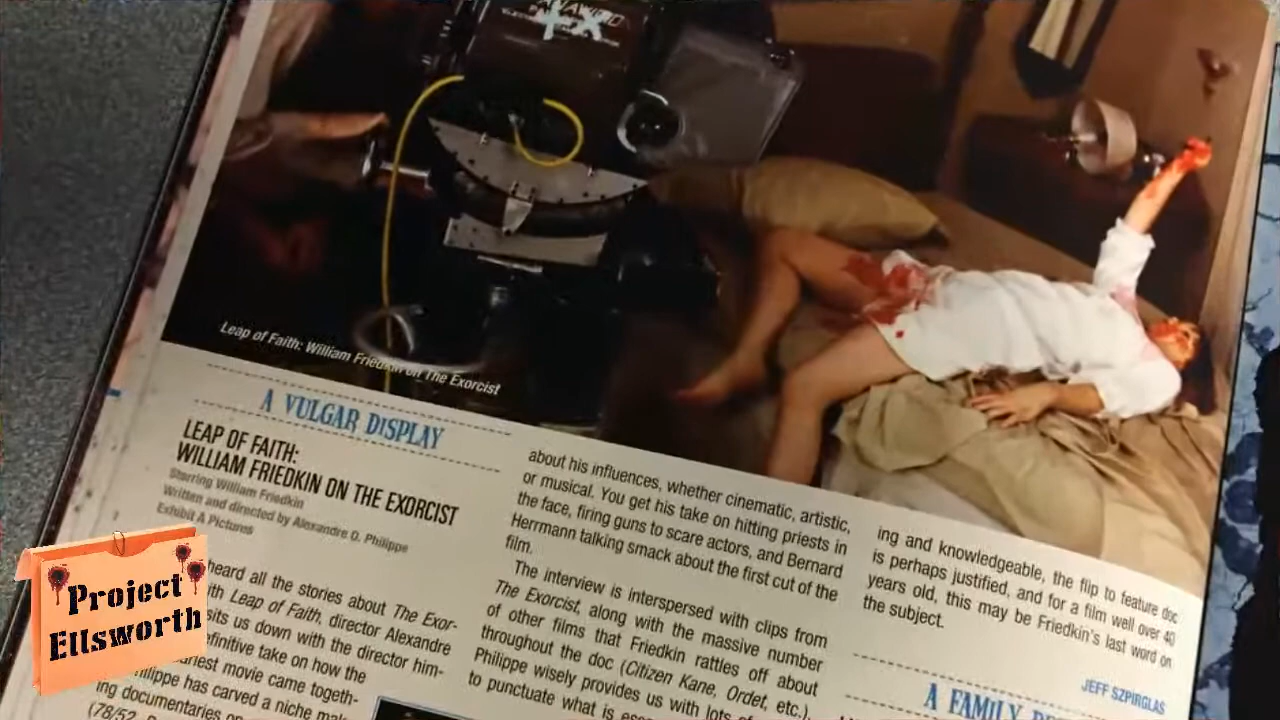 Leap of Faith: William Friedkin on The Exorcist
A VULGAR DISPLAY
LEAP OF FAITH:
WILLIAM FRIEDKIN ON THE EXORCIST
Starring William Friedkin
Written and directed by Alexandre O. Philippe
Exhibit A Pictures
heard all the stories about The Exor-
Leap of Faith, director Alexandre
sits us down with the director him-
take on how the
movie came togeth-
has carved a niche
ing documentaries
(78/52,
about his influences, whether cinematic, artistic,
or musical. You get his take on hitting priests in
the face, firing guns to scare actors, and Bernard
Herrmann talking smack about the first cut of the
film.
The interview is interspersed with clips from
The Exorcist, along with the massive number
of other films that Friedkin rattles off about
throughout the doc (Citizen Kane, Ordet, etc.).
Philippe wisely provides us with lots
to punctuate what is
ing and knowledgeable, the flip to feature doc
is perhaps justified, and for a film well over 40
years old, this may be Friedkin's last word on
the subject.
JEFF SZPIRGLAS
A FAMILY
Project
Ellsworth